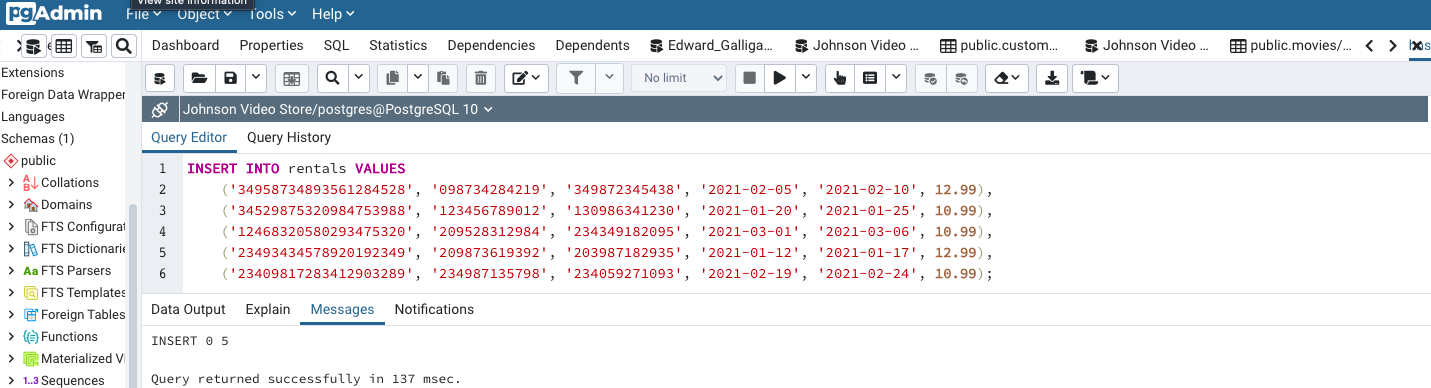 View site information
pgAdmin File Object Tools Help
Dashboard Properties SQL Statistics Dependencies Dependents Edward_Galliga... Johnson Video ... public.custom... Johnson Video ... public.movies/...
Extensions
Foreign Data Wrapper
Languages
Schemas (1)
public
Collations
Domains
FTS Configurat
FTS Dictionarie
Aa FTS Parsers
FTS Templates
Foreign Tables
Functions
Materialized Vi
1..3 Sequences
No limit
Johnson Video Store/postgres@PostgreSQL 10
Query Editor Query History
1 INSERT INTO rentals VALUES
2 ('34958734893561284528', '098734284219', '349872345438', '2021-02-05', '2021-02-10', 12.99),
3 ('34529875320984753988', '123456789012', '130986341230', '2021-01-20', '2021-01-25', 10.99),
4 ('12468320580293475320', '209528312984', '234349182095', '2021-03-01', '2021-03-06', 10.99),
5 ('23493434578920192349', '209873619392', '203987182935', '2021-01-12', '2021-01-17', 12.99),
6 ('23409817283412903289', '234987135798', '234059271093', '2021-02-19', '2021-02-24', 10.99);
Data Output Explain Messages Notifications
INSERT 0 5
Query returned successfully in 137 msec.